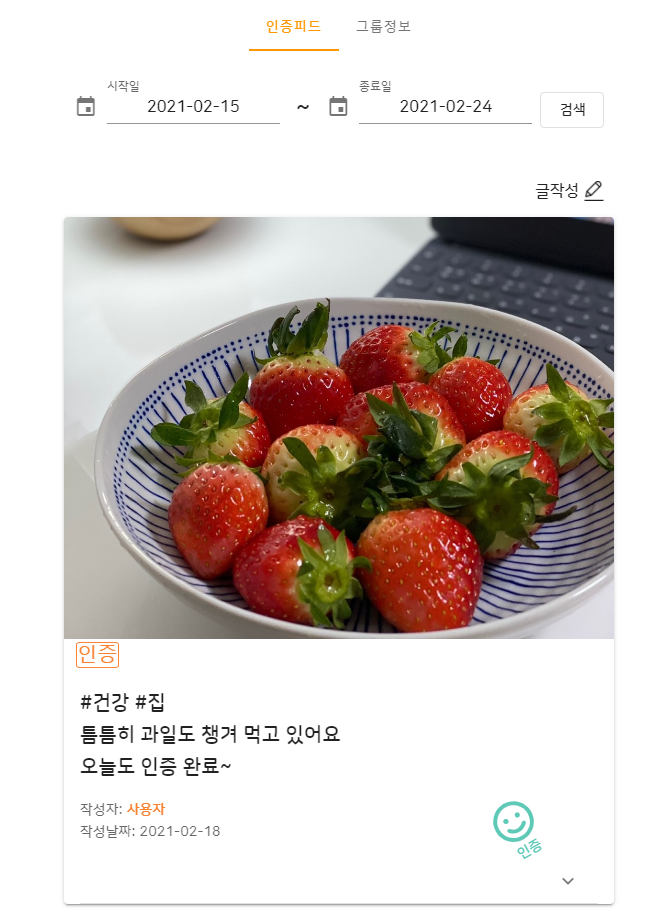 인증피드 그룹정보
시작일 종료일
2021-02-15 ~ 2021-02-24 검색
글작성
인증
#건강 #집
틈틈히 과일도 챙겨 먹고 있어요
오늘도 인증 완료~
작성자: 사용자
작성날짜: 2021-02-18
인증